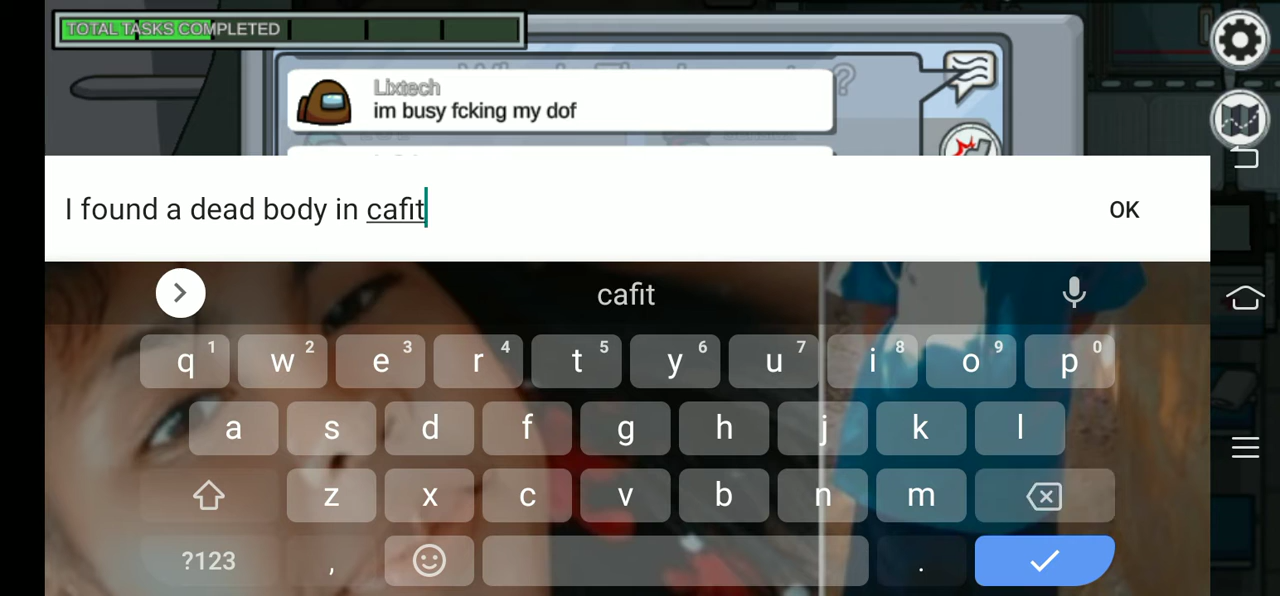 TOTAL TASKS COMPLETED
?
Lixtech
im busy fcking my dof
I found a dead body in cafit
OK
cafit
q 1 w 2 e 3 r 4 t 5 y 6 u 7 i 8 o 9 p 0
a s d f g h j k l
z x c v b n m
?123 , .